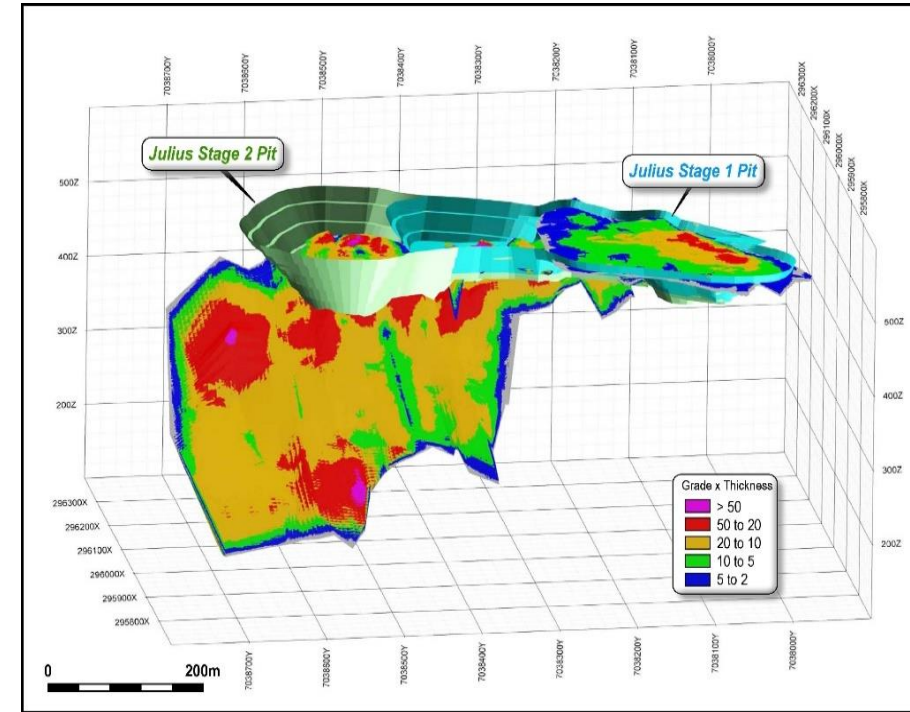 7038700Y
7038600Y
7038500Y
7038400Y
7038300Y
7038200Y
7038100Y
7038000Y
296300X
296200X
296100X
296000X
295900X
295800X
Julius Stage 2 Pit
Julius Stage 1 Pit
500Z
400Z
300Z
200Z
500Z
400Z
300Z
200Z
296300X
296200X
296100X
296000X
295900X
295800X
Grade x Thickness
> 50
50 to 20
20 to 10
10 to 5
5 to 2
7038700Y
7038600Y
7038500Y
7038400Y
7038300Y
7038200Y
7038100Y
7038000Y
0
200m